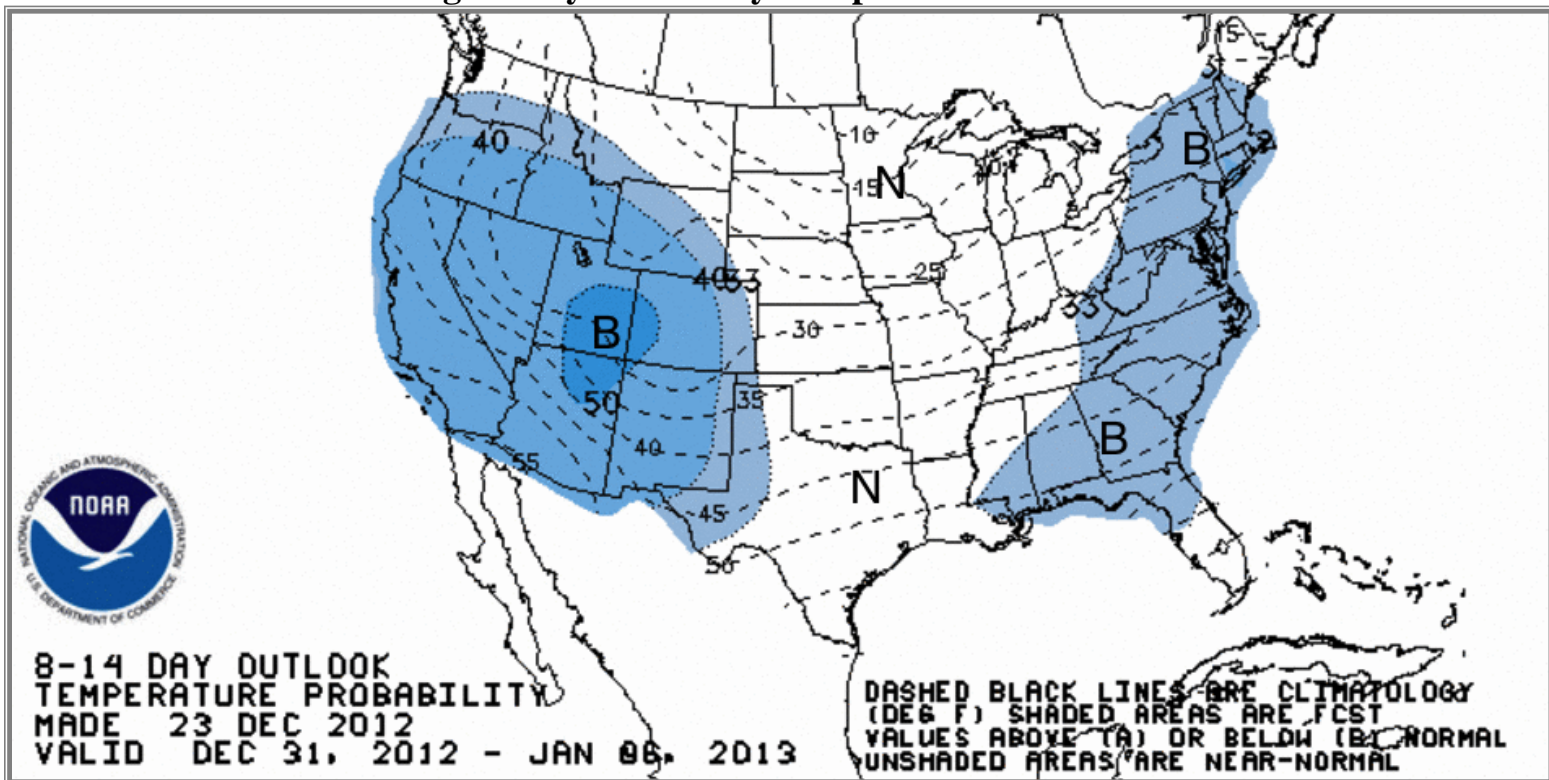 15
40
B
10
N
15
B
40
33
25
33
B
30
50
35
40
B
55
N
45
50
NATIONAL OCEANIC AND ATMOSPHERIC ADMINISTRATION
NOAA
U.S. DEPARTMENT OF COMMERCE
8-14 DAY OUTLOOK
TEMPERATURE PROBABILITY
MADE 23 DEC 2012
VALID DEC 31, 2012 - JAN 06, 2013
DASHED BLACK LINES ARE CLIMATOLOGY
(DEG F) SHADED AREAS ARE FCST
VALUES ABOVE (A) OR BELOW (B) NORMAL
UNSHADED AREAS ARE NEAR-NORMAL